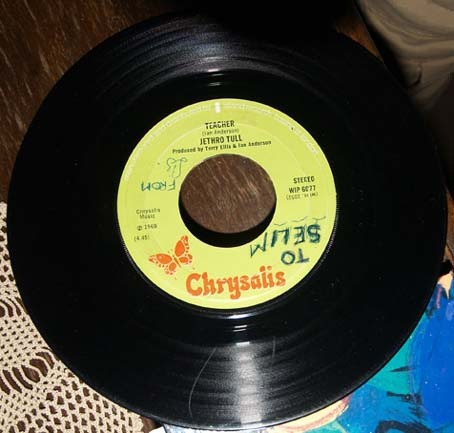 TEACHER
(Ian Anderson)
JETHRO TULL
Produced by Terry Ellis & Ian Anderson
FROM
STEREO
WIP 6077
Chrysalis
Music
℗ 1969
(4.45)
TO
SELIM
Chrysalis